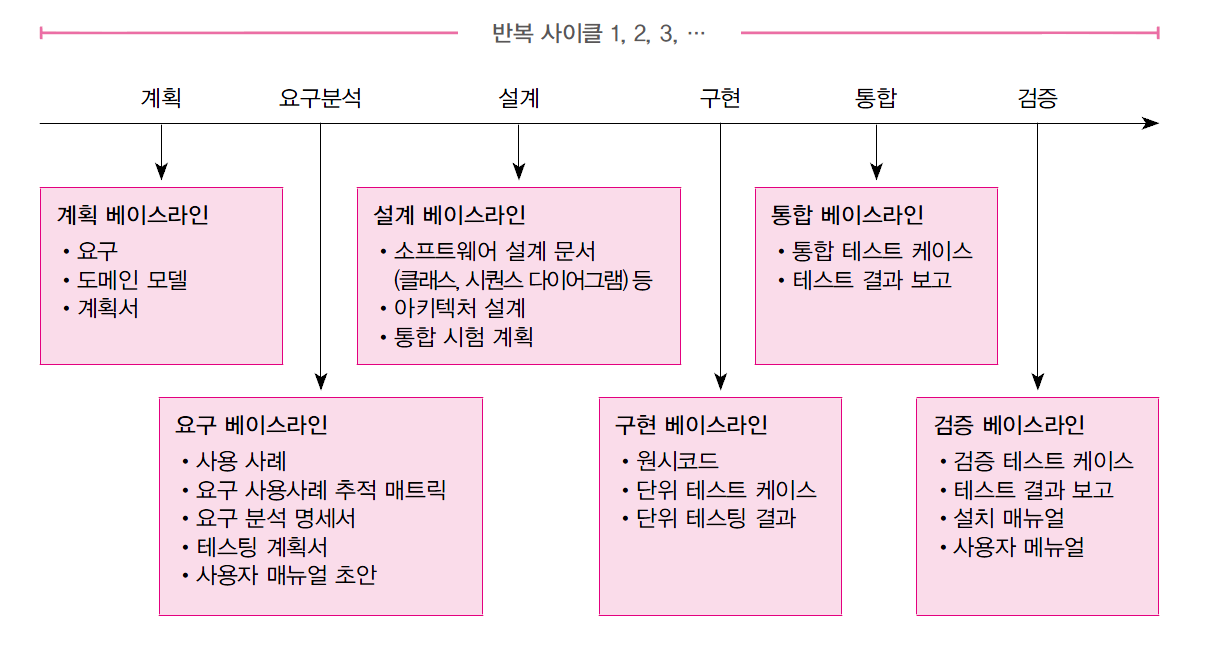 반복 사이클 1, 2, 3, …
계획
요구분석
설계
구현
통합
검증
계획 베이스라인
• 요구
• 도메인 모델
• 계획서
설계 베이스라인
• 소프트웨어 설계 문서
(클래스, 시퀀스 다이어그램) 등
• 아키텍처 설계
• 통합 시험 계획
통합 베이스라인
• 통합 테스트 케이스
• 테스트 결과 보고
요구 베이스라인
• 사용 사례
• 요구 사용사례 추적 매트릭
• 요구 분석 명세서
• 테스팅 계획서
• 사용자 매뉴얼 초안
구현 베이스라인
• 원시코드
• 단위 테스트 케이스
• 단위 테스팅 결과
검증 베이스라인
• 검증 테스트 케이스
• 테스트 결과 보고
• 설치 매뉴얼
• 사용자 메뉴얼